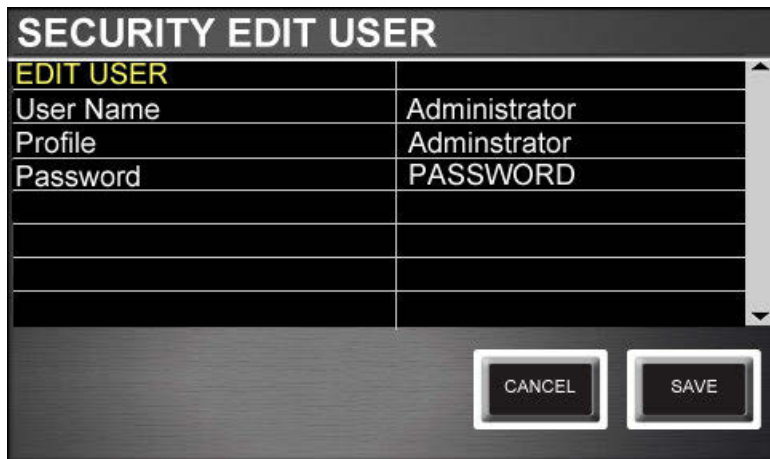 SECURITY EDIT USER
EDIT USER
User Name Administrator
Profile Adminstrator
Password PASSWORD
CANCEL SAVE